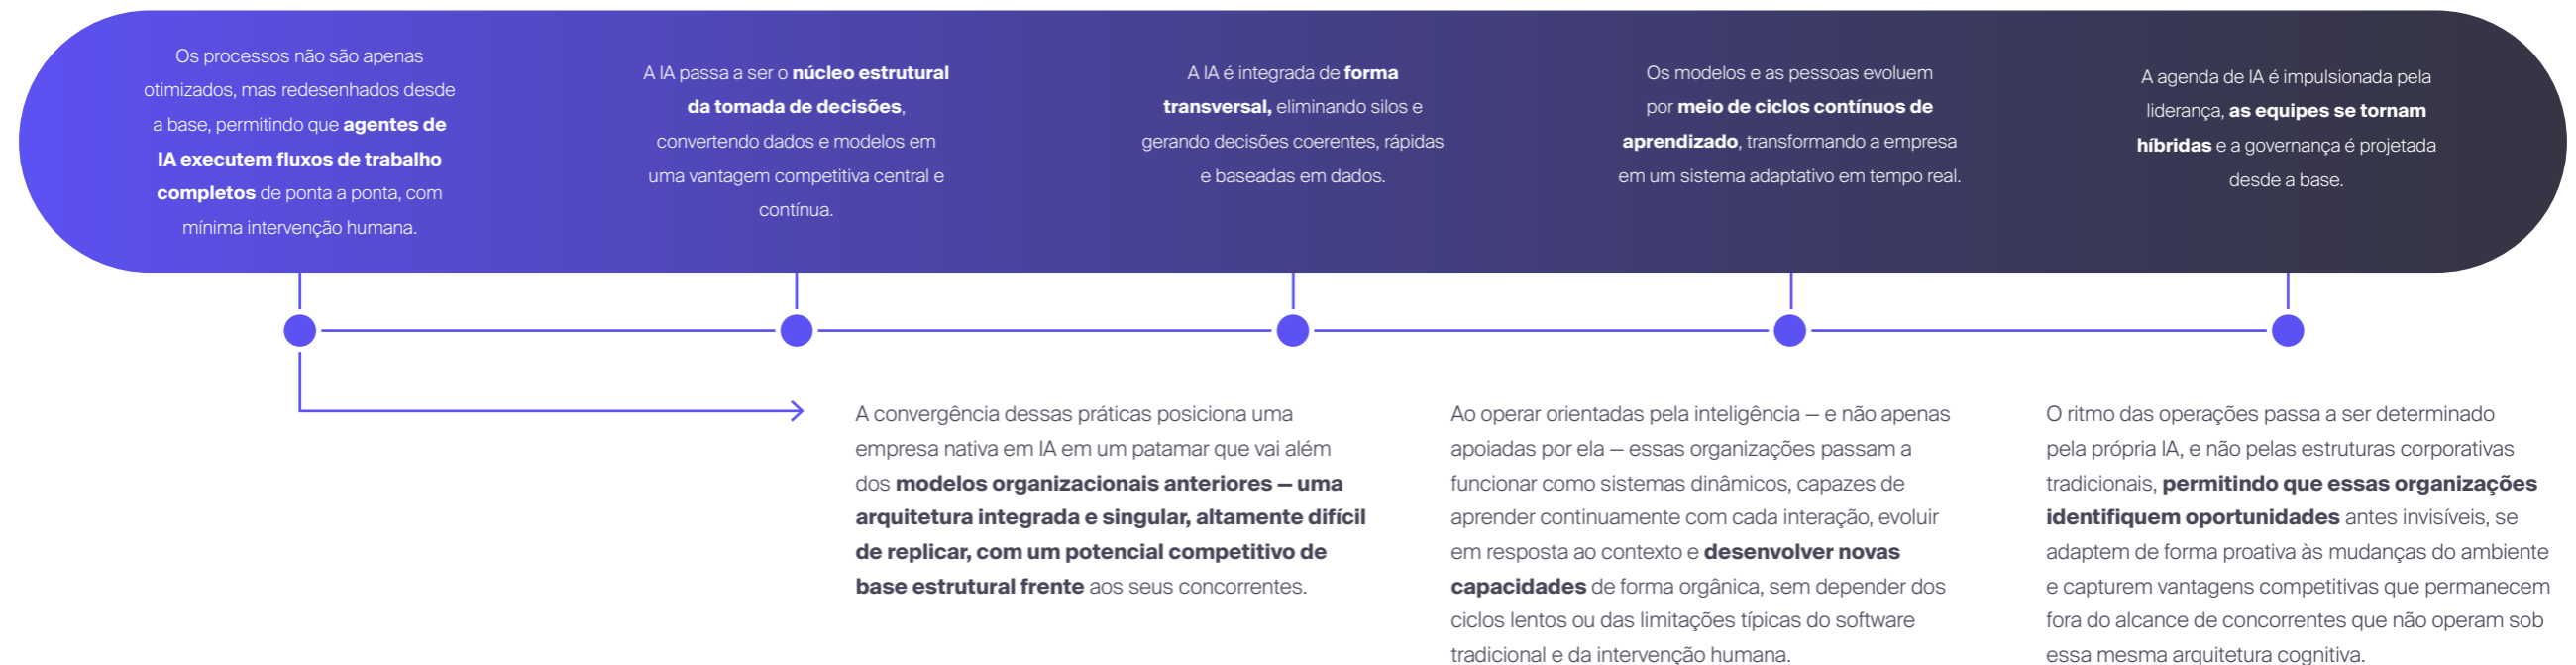 Os processos não são apenas
otimizados, mas redesenhados desde
a base, permitindo que agentes de
IA executem fluxos de trabalho
completos de ponta a ponta, com
mínima intervenção humana.
A IA passa a ser o núcleo estrutural
da tomada de decisões,
convertendo dados e modelos em
uma vantagem competitiva central e
contínua.
A IA é integrada de forma
transversal, eliminando silos e
gerando decisões coerentes, rápidas
e baseadas em dados.
Os modelos e as pessoas evoluem
por meio de ciclos contínuos de
aprendizado, transformando a empresa
em um sistema adaptativo em tempo real.
A agenda de IA é impulsionada pela
liderança, as equipes se tornam
híbridas e a governança é projetada
desde a base.
A convergência dessas práticas posiciona uma
empresa nativa em IA em um patamar que vai além
dos modelos organizacionais anteriores — uma
arquitetura integrada e singular, altamente difícil
de replicar, com um potencial competitivo de
base estrutural frente aos seus concorrentes.
Ao operar orientadas pela inteligência — e não apenas
apoiadas por ela — essas organizações passam a
funcionar como sistemas dinâmicos, capazes de
aprender continuamente com cada interação, evoluir
em resposta ao contexto e desenvolver novas
capacidades de forma orgânica, sem depender dos
ciclos lentos ou das limitações típicas do software
tradicional e da intervenção humana.
O ritmo das operações passa a ser determinado
pela própria IA, e não pelas estruturas corporativas
tradicionais, permitindo que essas organizações
identifiquem oportunidades antes invisíveis, se
adaptem de forma proativa às mudanças do ambiente
e capturem vantagens competitivas que permanecem
fora do alcance de concorrentes que não operam sob
essa mesma arquitetura cognitiva.